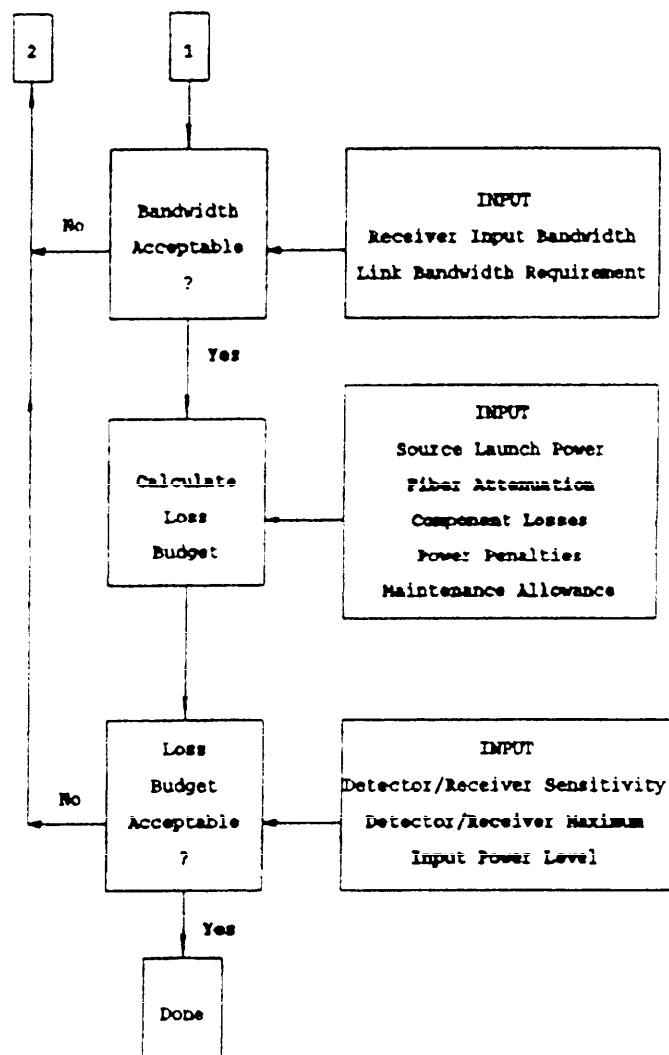 2
1
Bandwidth
Acceptable
?
No
INPUT
Receiver Input Bandwidth
Link Bandwidth Requirement
Yes
Calculate
Loss
Budget
INPUT
Source Launch Power
Fiber Attenuation
Component Losses
Power Penalties
Maintenance Allowance
Loss
Budget
Acceptable
?
No
INPUT
Detector/Receiver Sensitivity
Detector/Receiver Maximum
Input Power Level
Yes
Done